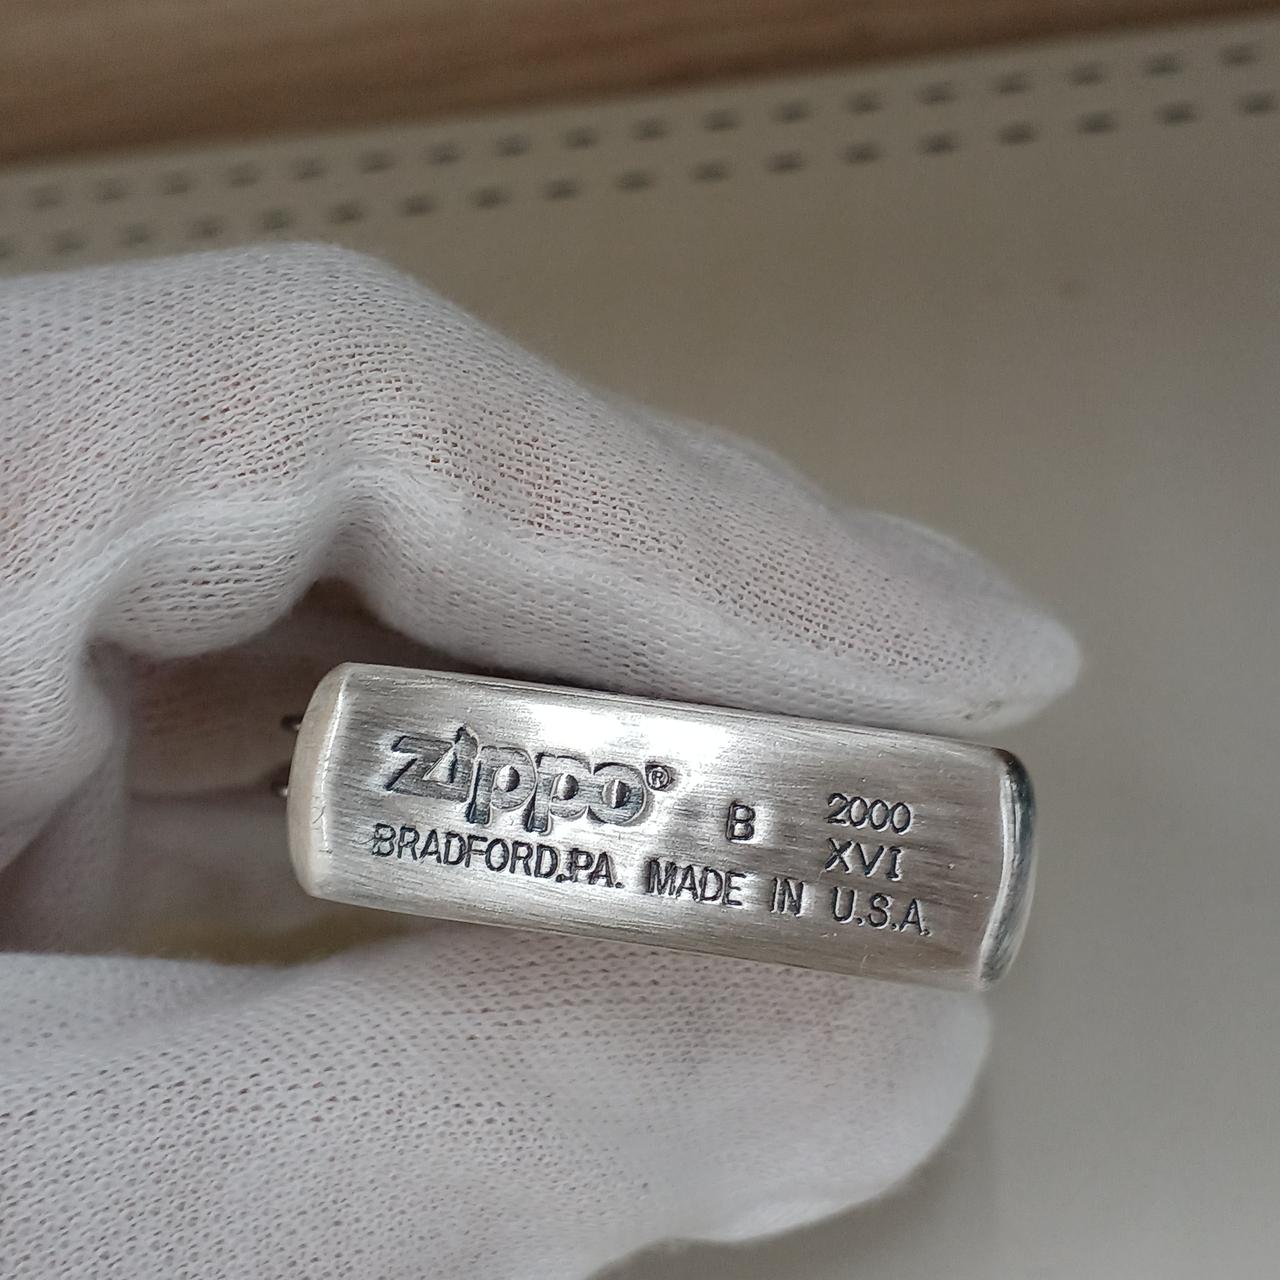 zippo® B 2000
XVI
BRADFORD,PA. MADE IN U.S.A.